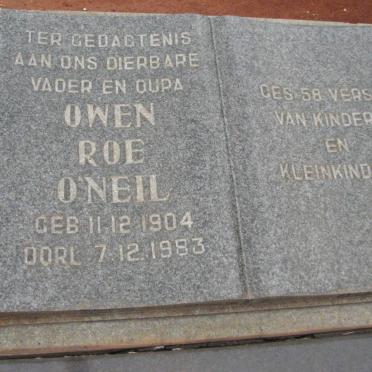 TER GEDAGTENIS
AAN ONS DIERBARE
VADER EN OUPA
OWEN
ROE
O'NEIL
GEB 11·12·1904
OORL 7·12·1983
GES·58 VERS
VAN KINDER
EN
KLEINKIND